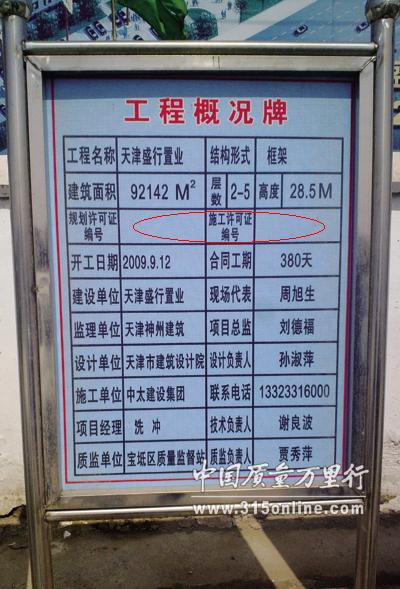 工程概况牌
工程名称 天津盛行置业 结构形式 框架
建筑面积 92142 M² 层数 2-5 高度 28.5M
规划许可证编号 施工许可证编号
开工日期 2009.9.12 合同工期 380天
建设单位 天津盛行置业 现场代表 周旭生
监理单位 天津神州建筑 项目总监 刘德福
设计单位 天津市建筑设计院 设计负责人 孙淑萍
施工单位 中太建设集团 联系电话 13323316000
项目经理 冼 冲 技术负责人 谢良波
质监单位 宝坻区质量监督站 质监负责人 贾秀萍
中国质量万里行
www.315online.com